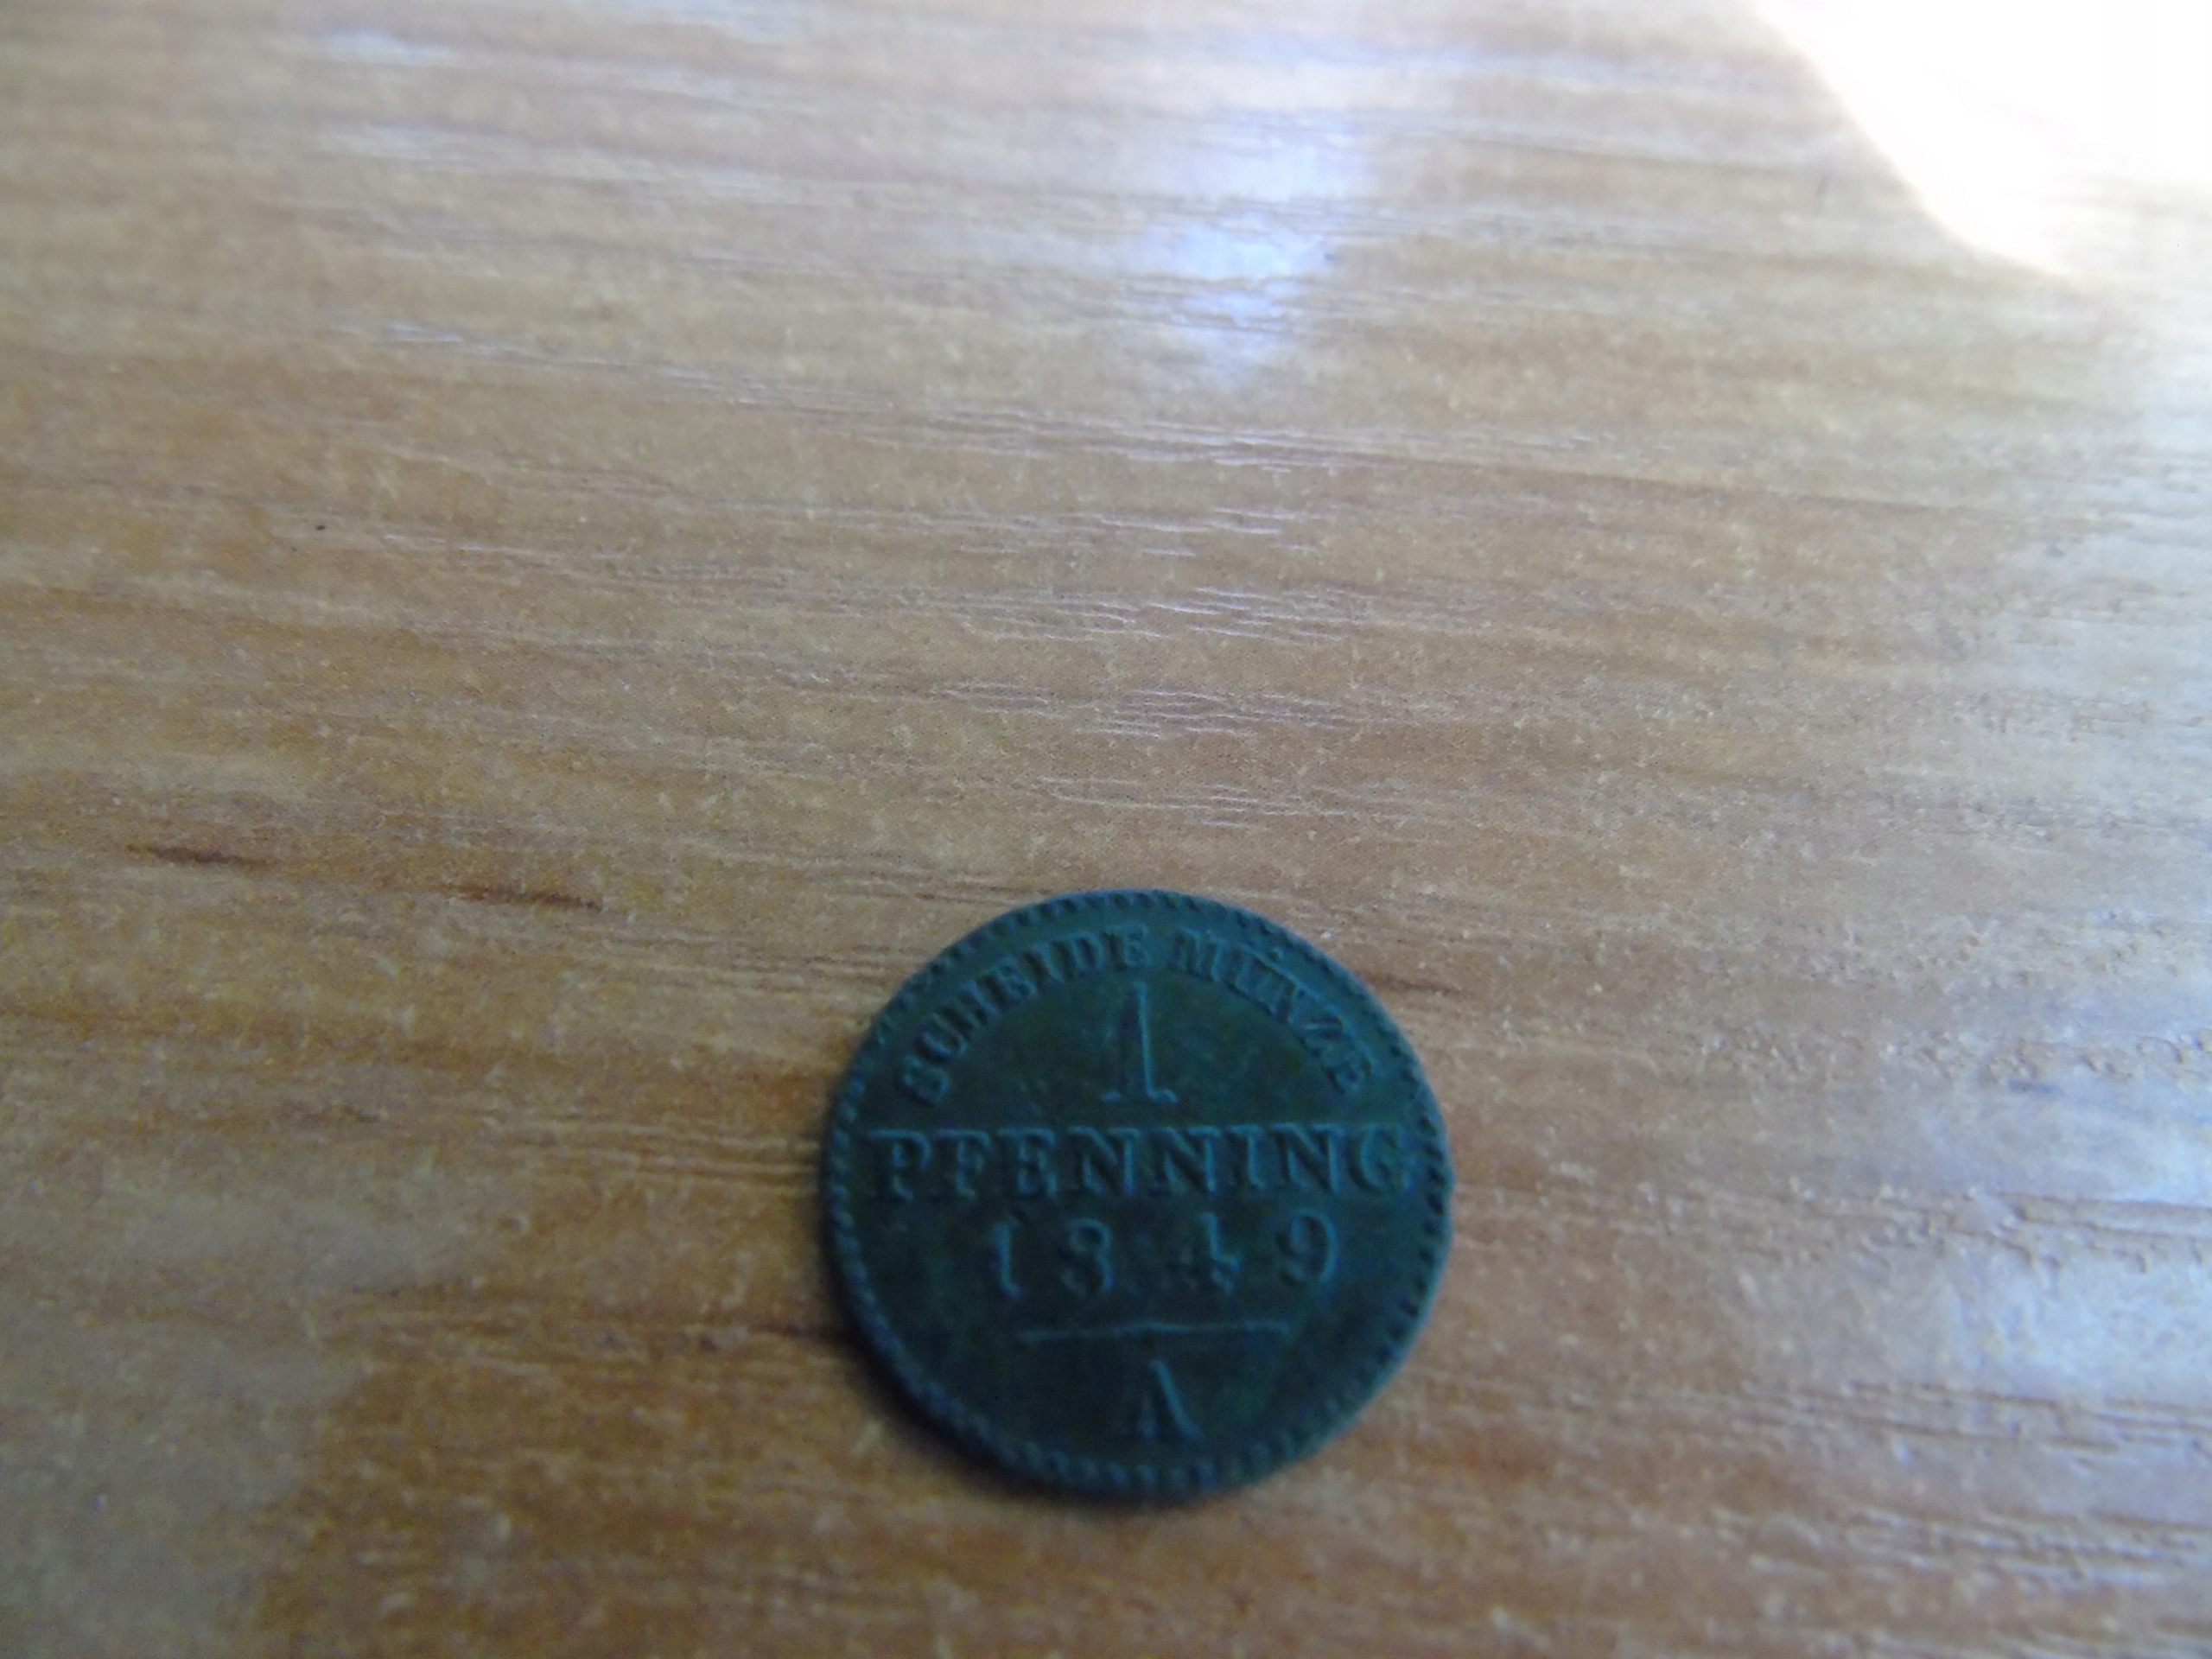 SCHEIDE MÜNZE
1
PFENNING
1849
A